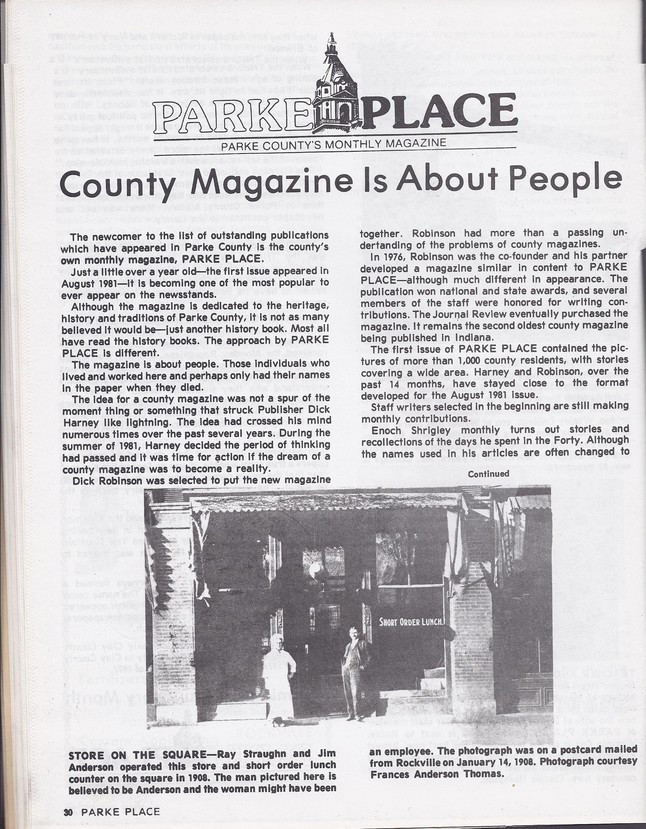 PARKE PLACE
PARKE COUNTY'S MONTHLY MAGAZINE
County Magazine Is About People
The newcomer to the list of outstanding publications
which have appeared in Parke County is the county's
own monthly magazine, PARKE PLACE.
Just a little over a year old—the first issue appeared in
August 1981—it is becoming one of the most popular to
ever appear on the newsstands.
Although the magazine is dedicated to the heritage,
history and traditions of Parke County, it is not as many
believed it would be—just another history book. Most all
have read the history books. The approach by PARKE
PLACE is different.
The magazine is about people. Those individuals who
lived and worked here and perhaps only had their names
in the paper when they died.
The idea for a county magazine was not a spur of the
moment thing or something that struck Publisher Dick
Harney like lightning. The idea had crossed his mind
numerous times over the past several years. During the
summer of 1981, Harney decided the period of thinking
had passed and it was time for action if the dream of a
county magazine was to become a reality.
Dick Robinson was selected to put the new magazine
together. Robinson had more than a passing un-
dertanding of the problems of county magazines.
In 1976, Robinson was the co-founder and his partner
developed a magazine similar in content to PARKE
PLACE—although much different in appearance. The
publication won national and state awards, and several
members of the staff were honored for writing con-
tributions. The Journal Review eventually purchased the
magazine. It remains the second oldest county magazine
being published in Indiana.
The first issue of PARKE PLACE contained the pic-
tures of more than 1,000 county residents, with stories
covering a wide area. Harney and Robinson, over the
past 14 months, have stayed close to the format
developed for the August 1981 issue.
Staff writers selected in the beginning are still making
monthly contributions.
Enoch Shrigley monthly turns out stories and
recollections of the days he spent in the Forty. Although
the names used in his articles are often changed to
Continued
SHORT ORDER LUNCH.
STORE ON THE SQUARE—Ray Straughn and Jim
Anderson operated this store and short order lunch
counter on the square in 1908. The man pictured here is
believed to be Anderson and the woman might have been
an employee. The photograph was on a postcard mailed
from Rockville on January 14, 1908. Photograph courtesy
Frances Anderson Thomas.
30 PARKE PLACE